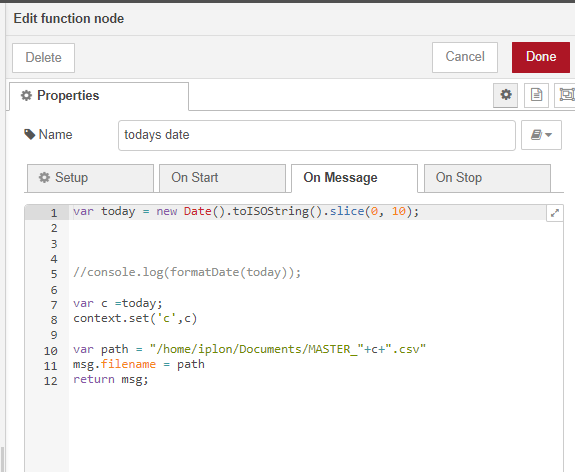 Edit function node
Delete
Cancel
Done
Properties
Name
todays date
Setup
On Start
On Message
On Stop
1 var today = new Date().toISOString().slice(0, 10);
2
3
4
5 //console.log(formatDate(today));
6
7 var c =today;
8 context.set('c',c)
9
10 var path = "/home/iplon/Documents/MASTER_"+c+".csv"
11 msg.filename = path
12 return msg;